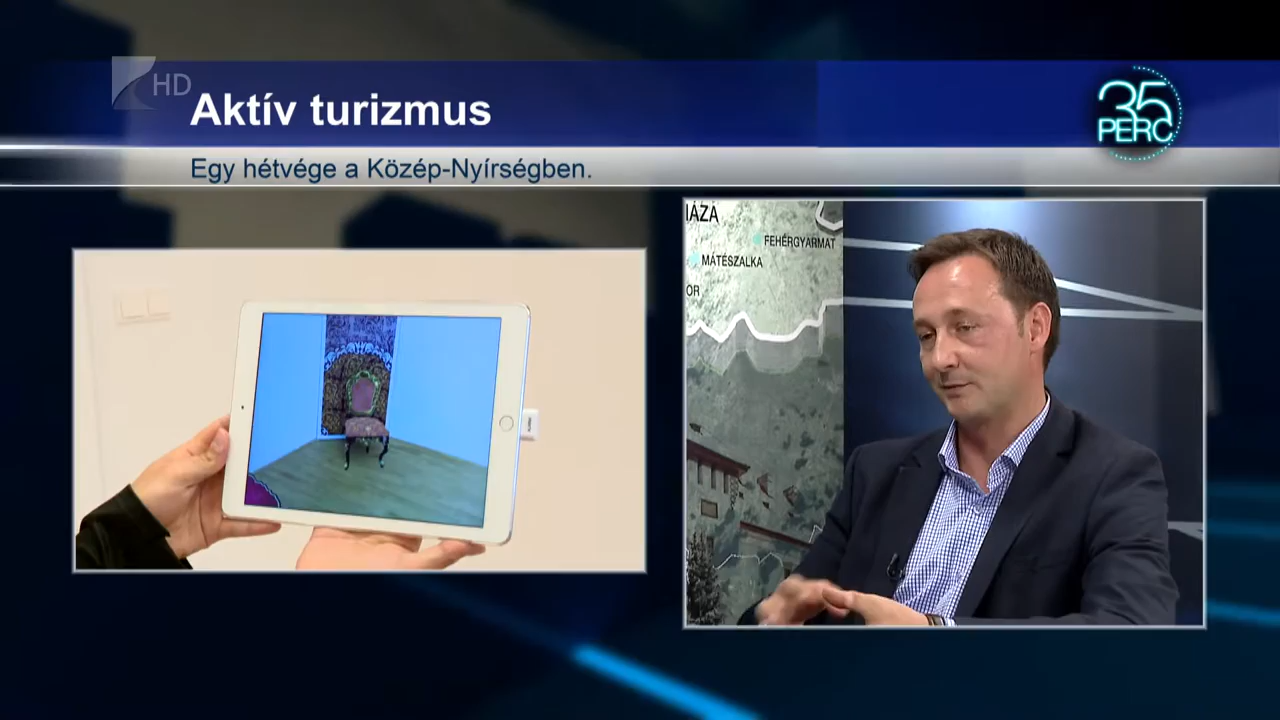 HD
Aktív turizmus
35
PERC
Egy hétvége a Közép-Nyírségben.
IÁZA
FEHÉRGYARMAT
MÁTÉSZALKA
OR